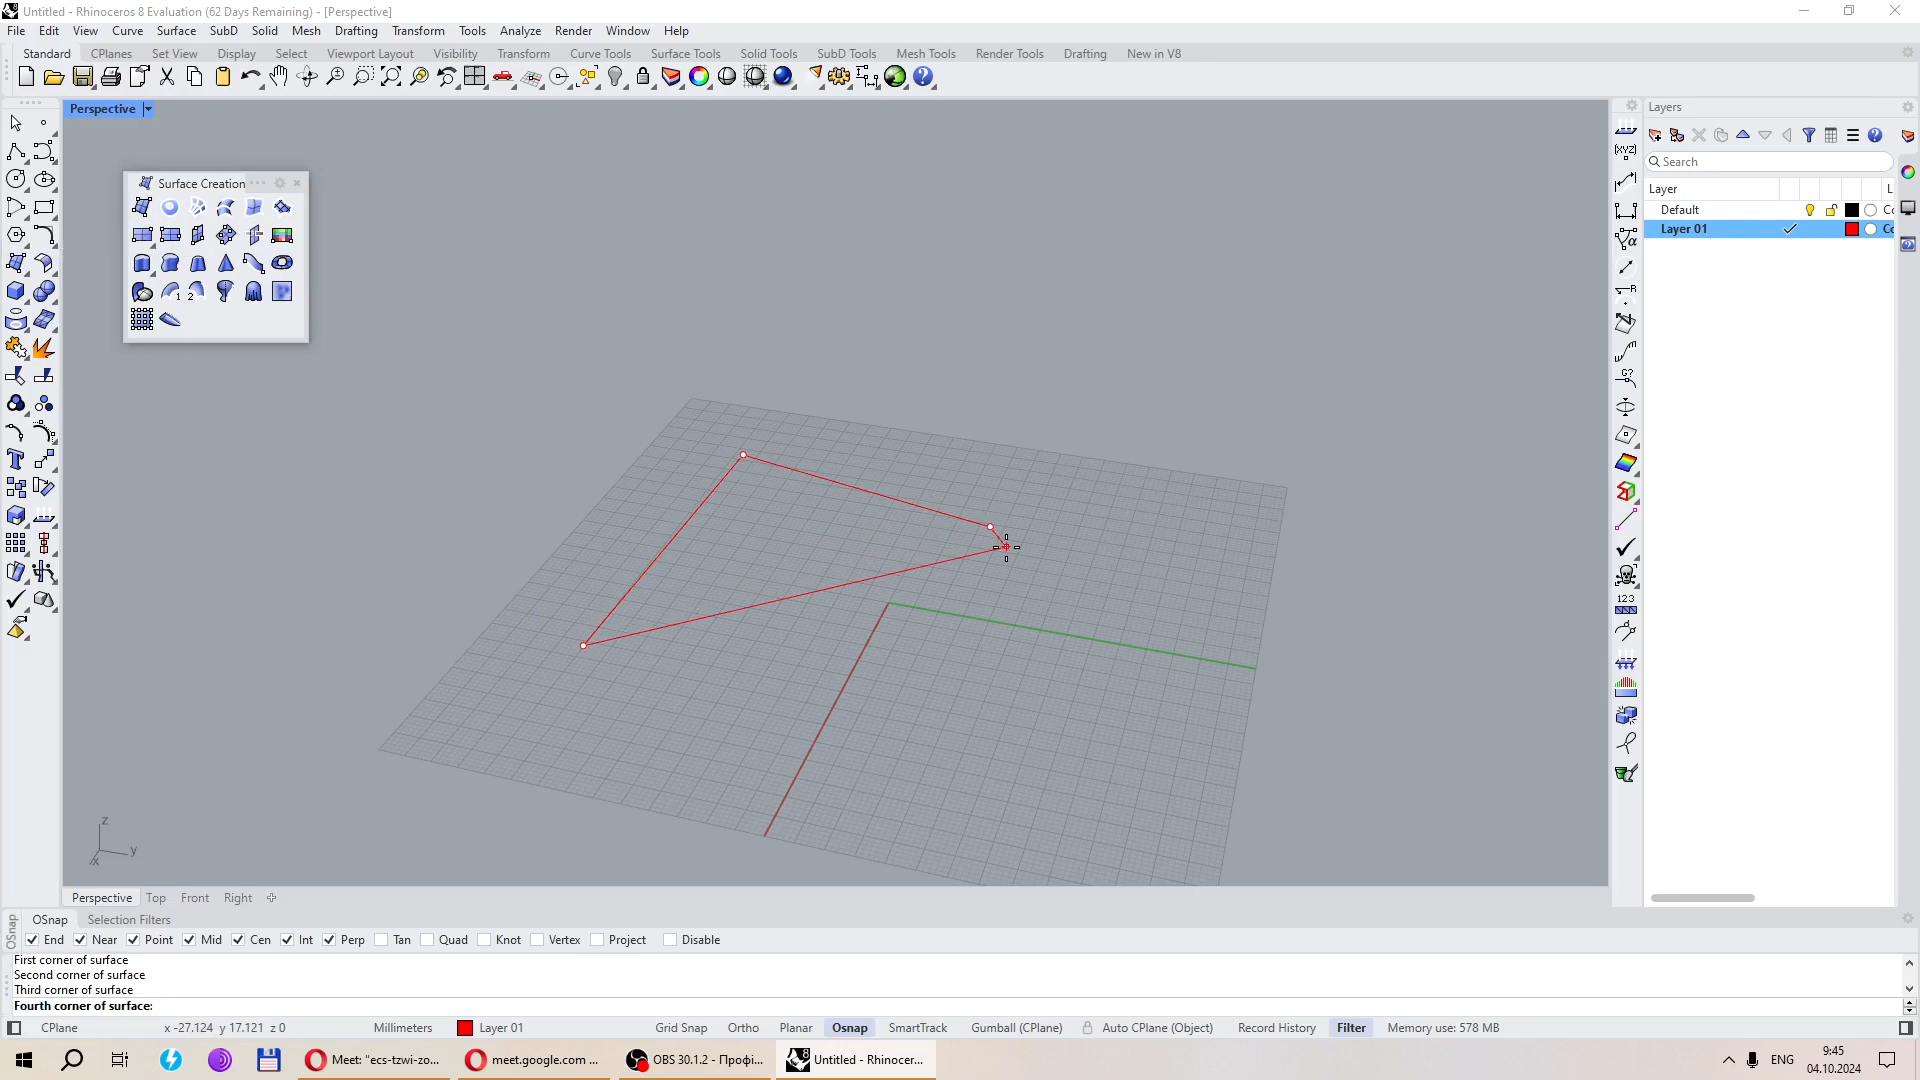 Untitled - Rhinoceros 8 Evaluation (62 Days Remaining) - [Perspective]
File Edit View Curve Surface SubD Solid Mesh Drafting Transform Tools Analyze Render Window Help
Standard CPlanes Set View Display Select Viewport Layout Visibility Transform Curve Tools Surface Tools Solid Tools SubD Tools Mesh Tools Render Tools Drafting New in V8
Perspective
Layers
Search
Layer L
Default Cc
Layer 01 Cc
Surface Creation
1 2
(XYZ)
R
G?
123
z
y
x
Perspective Top Front Right
OSnap
OSnap Selection Filters
End Near Point Mid Cen Int Perp Tan Quad Knot Vertex Project Disable
First corner of surface
Second corner of surface
Third corner of surface
Fourth corner of surface:
CPlane x -27.124 y 17.121 z 0 Millimeters Layer 01 Grid Snap Ortho Planar Osnap SmartTrack Gumball (CPlane) Auto CPlane (Object) Record History Filter Memory use: 578 MB
Meet: "ecs-tzwi-zo... meet.google.com ... OBS 30.1.2 - Профі... Untitled - Rhinocer... ENG 9:45
04.10.2024